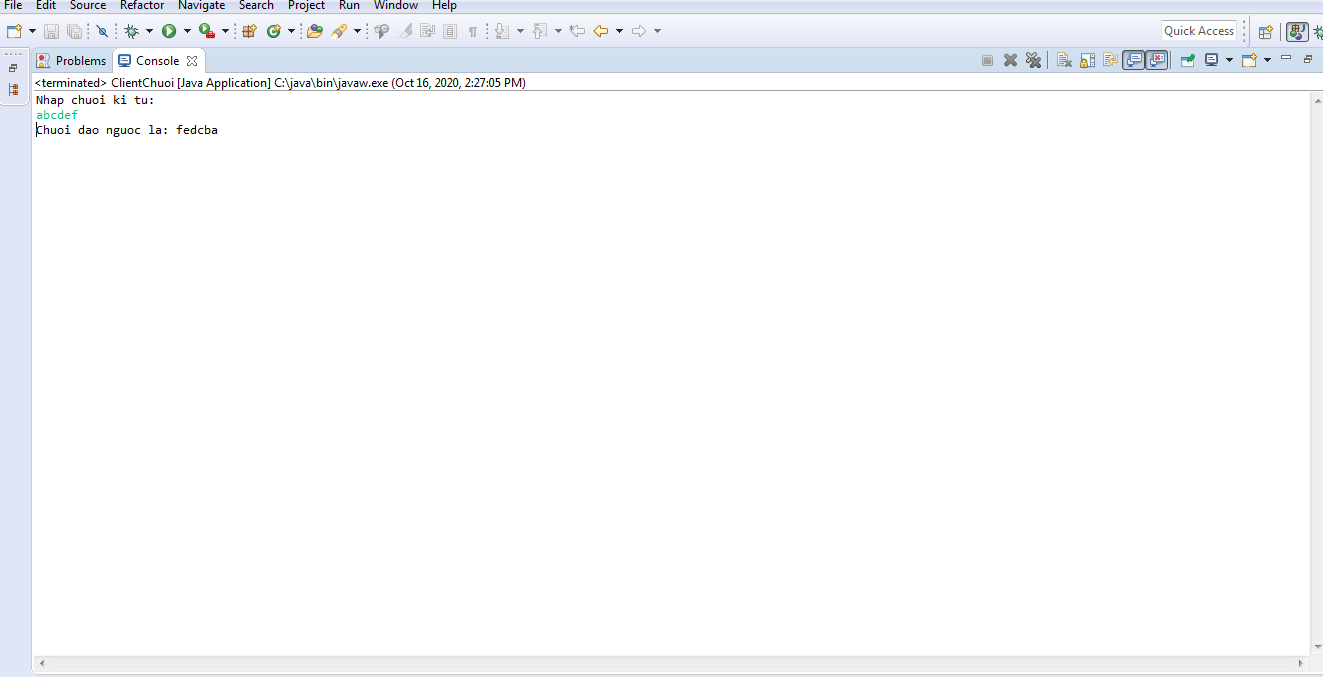 File Edit Source Refactor Navigate Search Project Run Window Help
Quick Access
Problems Console
<terminated> ClientChuoi [Java Application] C:\java\bin\javaw.exe (Oct 16, 2020, 2:27:05 PM)
Nhap chuoi ki tu:
abcdef
Chuoi dao nguoc la: fedcba